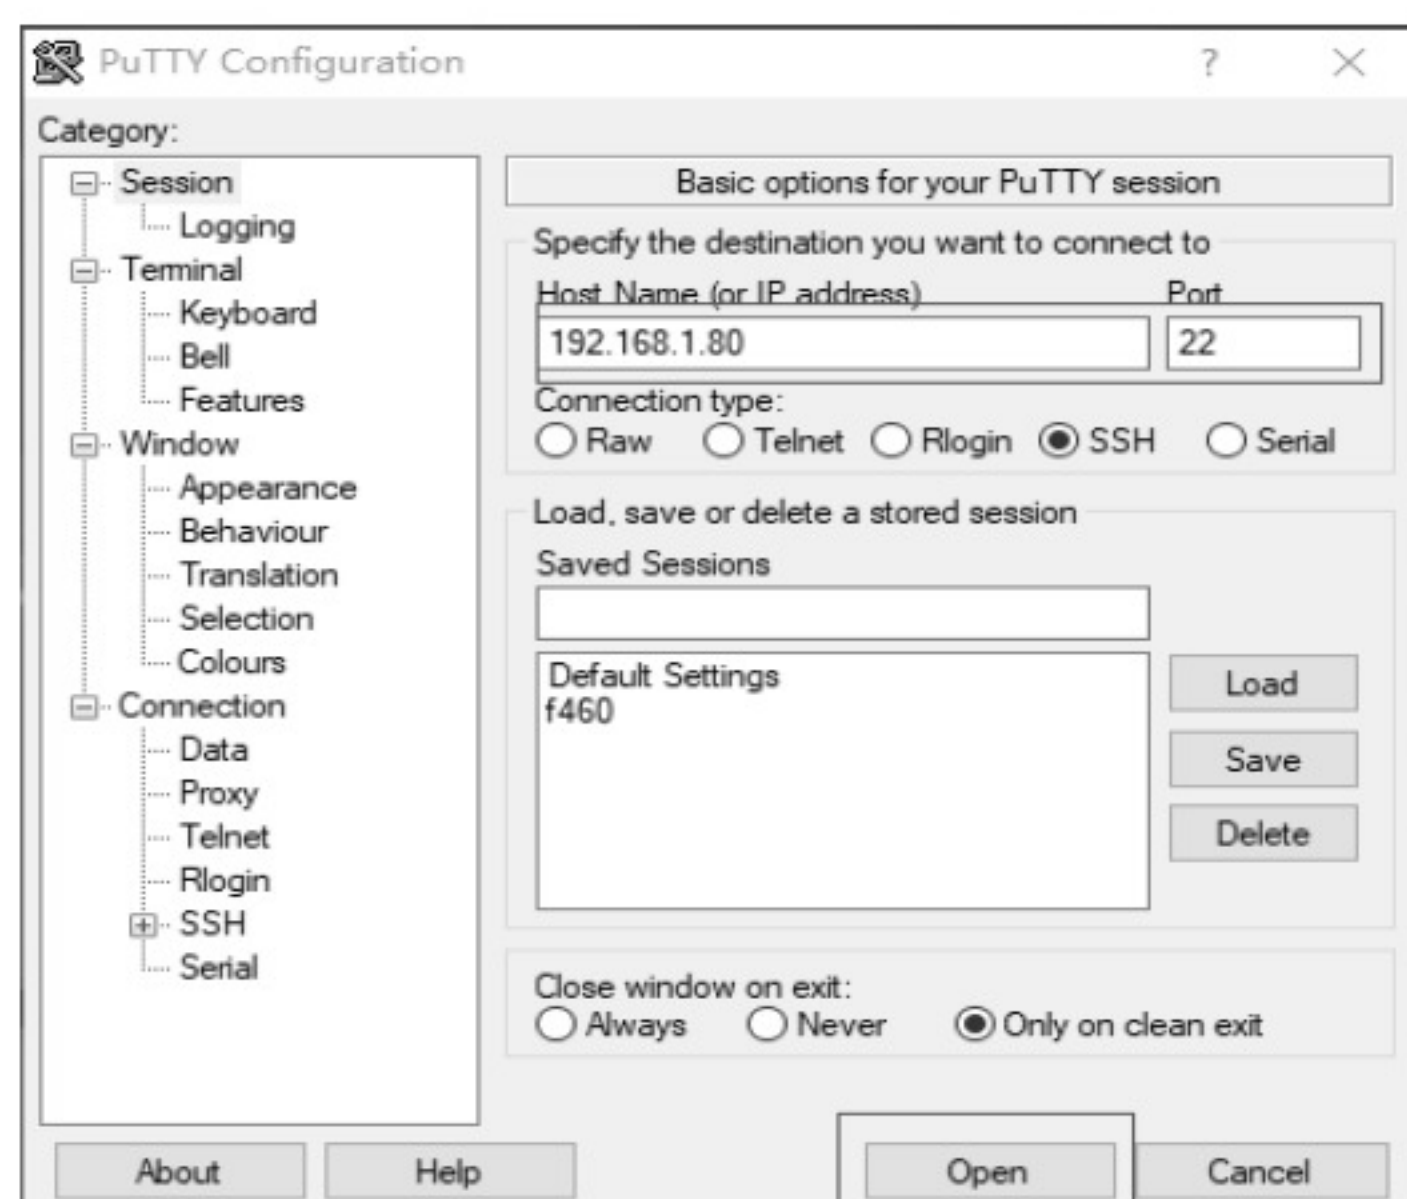 PuTTY Configuration
?
Category:
Session
Logging
Terminal
Keyboard
Bell
Features
Window
Appearance
Behaviour
Translation
Selection
Colours
Connection
Data
Proxy
Telnet
Rlogin
SSH
Serial
Basic options for your PuTTY session
Specify the destination you want to connect to
Host Name (or IP address) Port
192.168.1.80 22
Connection type:
Raw Telnet Rlogin SSH Serial
Load, save or delete a stored session
Saved Sessions
Default Settings
f460
Load
Save
Delete
Close window on exit:
Always Never Only on clean exit
About Help Open Cancel